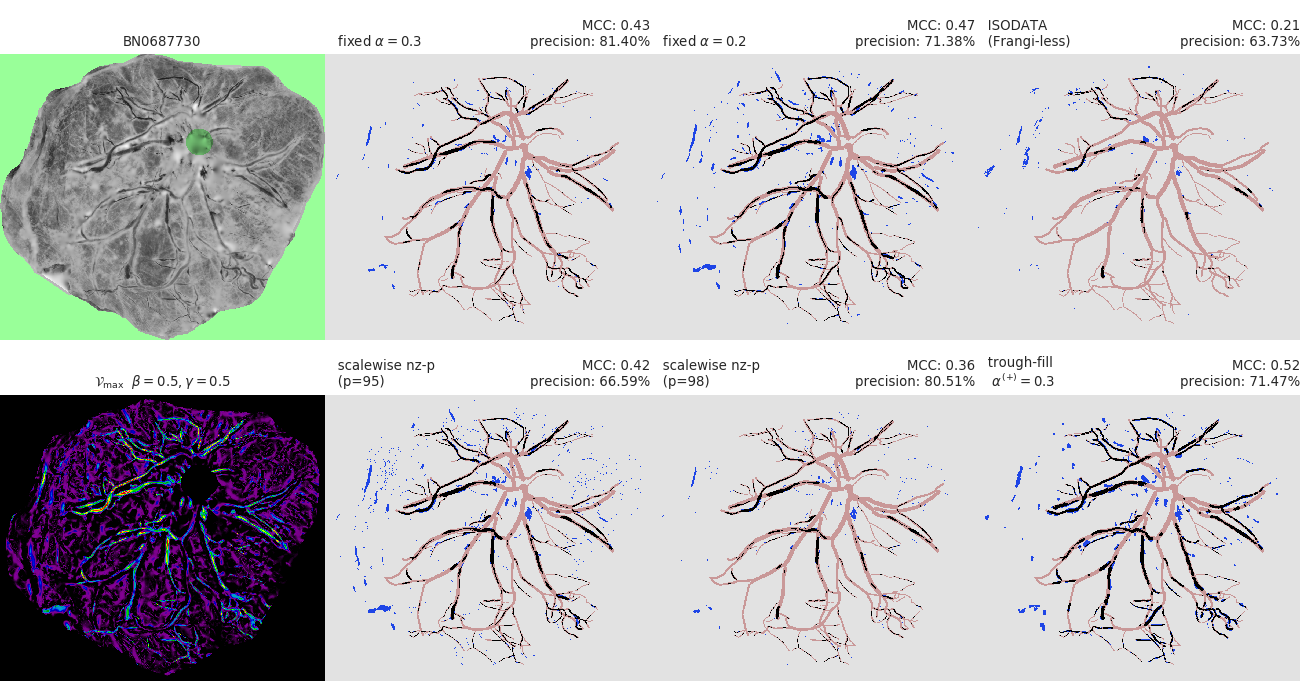 BN0687730
fixed α = 0.3
MCC: 0.43
precision: 81.40%
fixed α = 0.2
MCC: 0.47
precision: 71.38%
ISODATA
(Frangi-less)
MCC: 0.21
precision: 63.73%
𝒱max β = 0.5, γ = 0.5
scalewise nz-p
(p=95)
MCC: 0.42
precision: 66.59%
scalewise nz-p
(p=98)
MCC: 0.36
precision: 80.51%
trough-fill
α(+) = 0.3
MCC: 0.52
precision: 71.47%